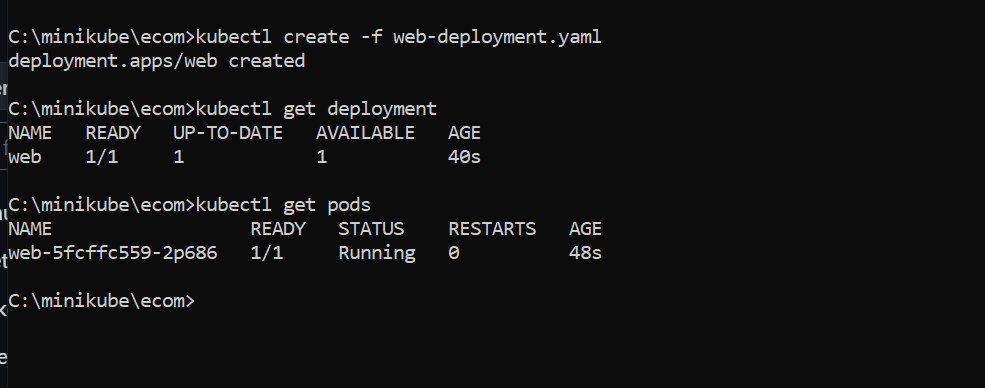 C:\minikube\ecom>kubectl create -f web-deployment.yaml
deployment.apps/web created
C:\minikube\ecom>kubectl get deployment
NAME   READY   UP-TO-DATE   AVAILABLE   AGE
web    1/1     1            1           40s
C:\minikube\ecom>kubectl get pods
NAME                  READY   STATUS    RESTARTS   AGE
web-5fcffc559-2p686   1/1     Running   0          48s
C:\minikube\ecom>